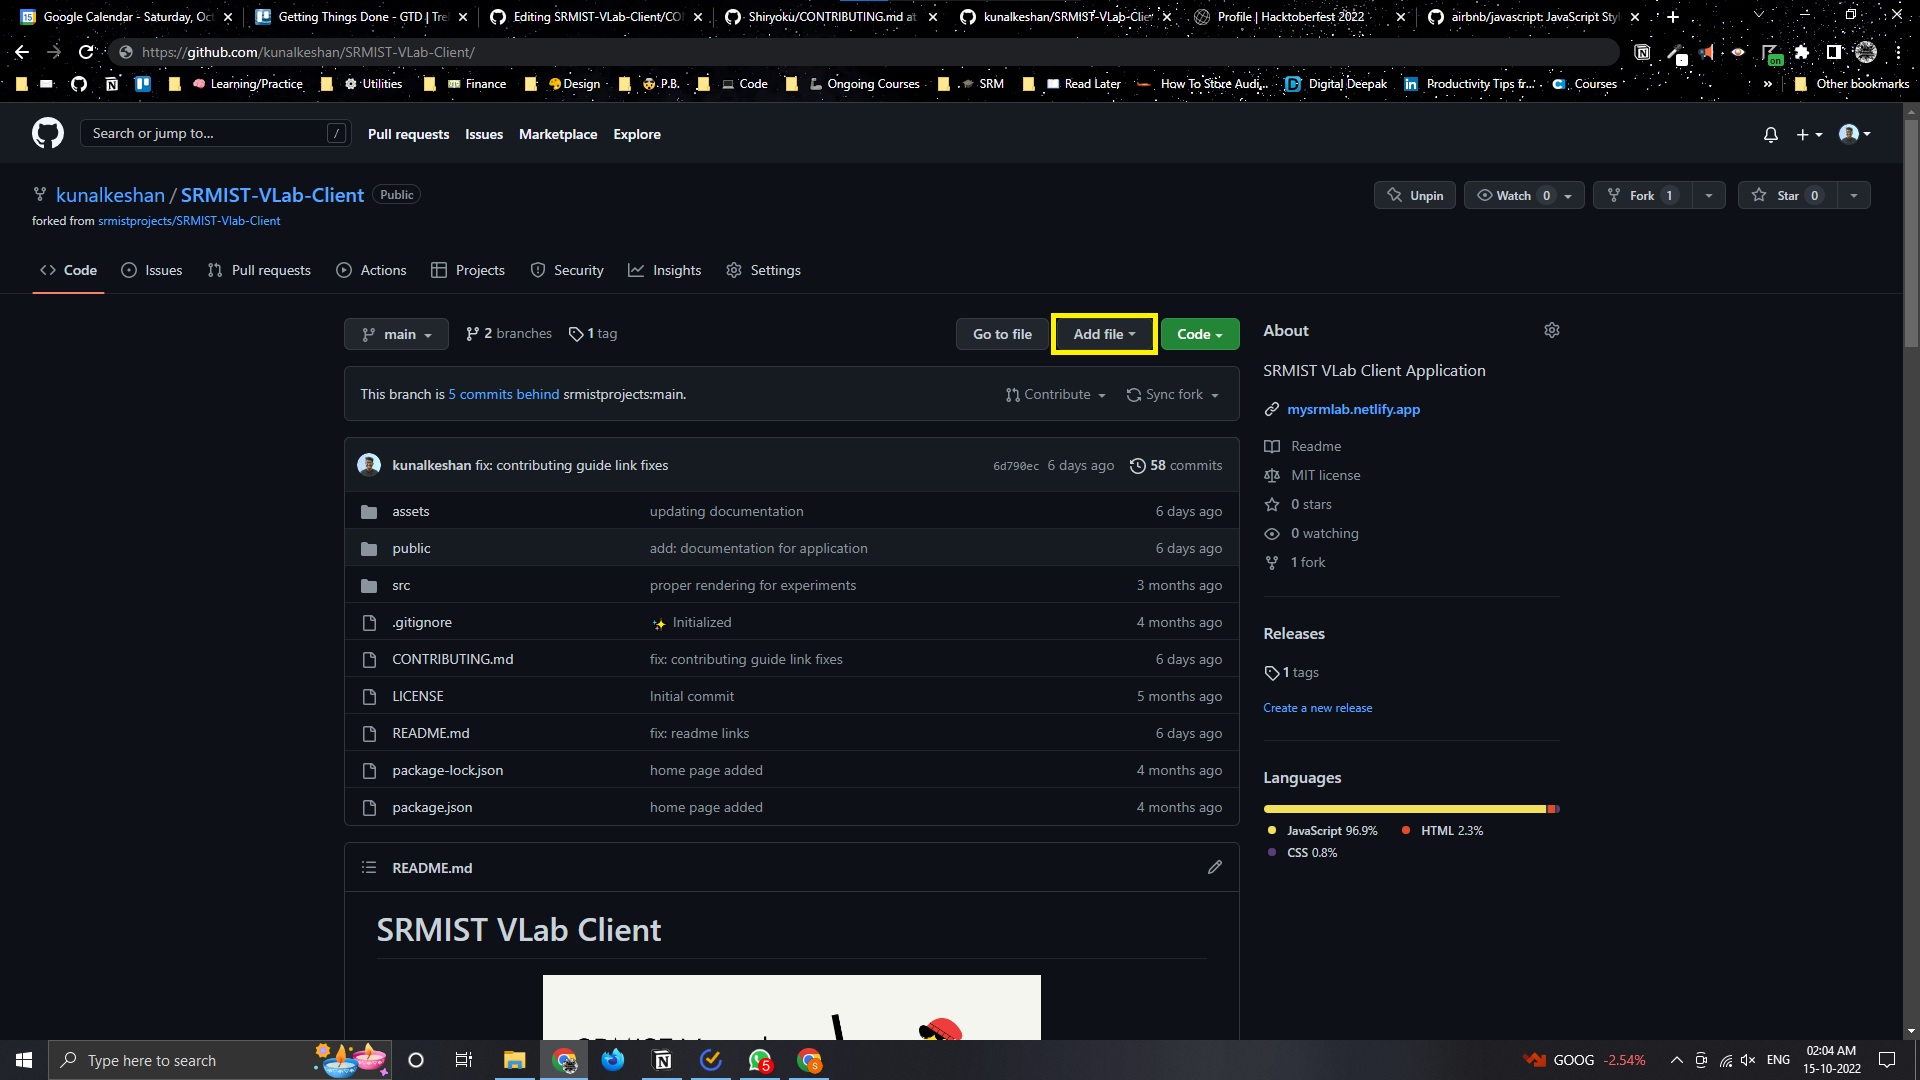 Google Calendar - Saturday, Oct
Getting Things Done - GTD | Trel
Editing SRMIST-VLab-Client/CO
Shiryoku/CONTRIBUTING.md at
kunalkeshan/SRMIST-VLab-Clie
Profile | Hacktoberfest 2022
airbnb/javascript: JavaScript Sty
https://github.com/kunalkeshan/SRMIST-VLab-Client/
on
Learning/Practice Utilities Finance Design P.B. Code Ongoing Courses SRM Read Later How To Store Audi... Digital Deepak Productivity Tips fr... Courses » Other bookmarks
Search or jump to... / Pull requests Issues Marketplace Explore
kunalkeshan / SRMIST-VLab-Client Public
forked from srmistprojects/SRMIST-Vlab-Client
Unpin Watch 0 Fork 1 Star 0
Code Issues Pull requests Actions Projects Security Insights Settings
main 2 branches 1 tag Go to file Add file Code
This branch is 5 commits behind srmistprojects:main. Contribute Sync fork
kunalkeshan fix: contributing guide link fixes 6d790ec 6 days ago 58 commits
assets updating documentation 6 days ago
public add: documentation for application 6 days ago
src proper rendering for experiments 3 months ago
.gitignore ✨ Initialized 4 months ago
CONTRIBUTING.md fix: contributing guide link fixes 6 days ago
LICENSE Initial commit 5 months ago
README.md fix: readme links 6 days ago
package-lock.json home page added 4 months ago
package.json home page added 4 months ago
README.md
SRMIST VLab Client
About
SRMIST VLab Client Application
mysrmlab.netlify.app
Readme
MIT license
0 stars
0 watching
1 fork
Releases
1 tags
Create a new release
Languages
JavaScript 96.9% HTML 2.3%
CSS 0.8%
Type here to search
5
GOOG -2.54%
ENG
02:04 AM
15-10-2022